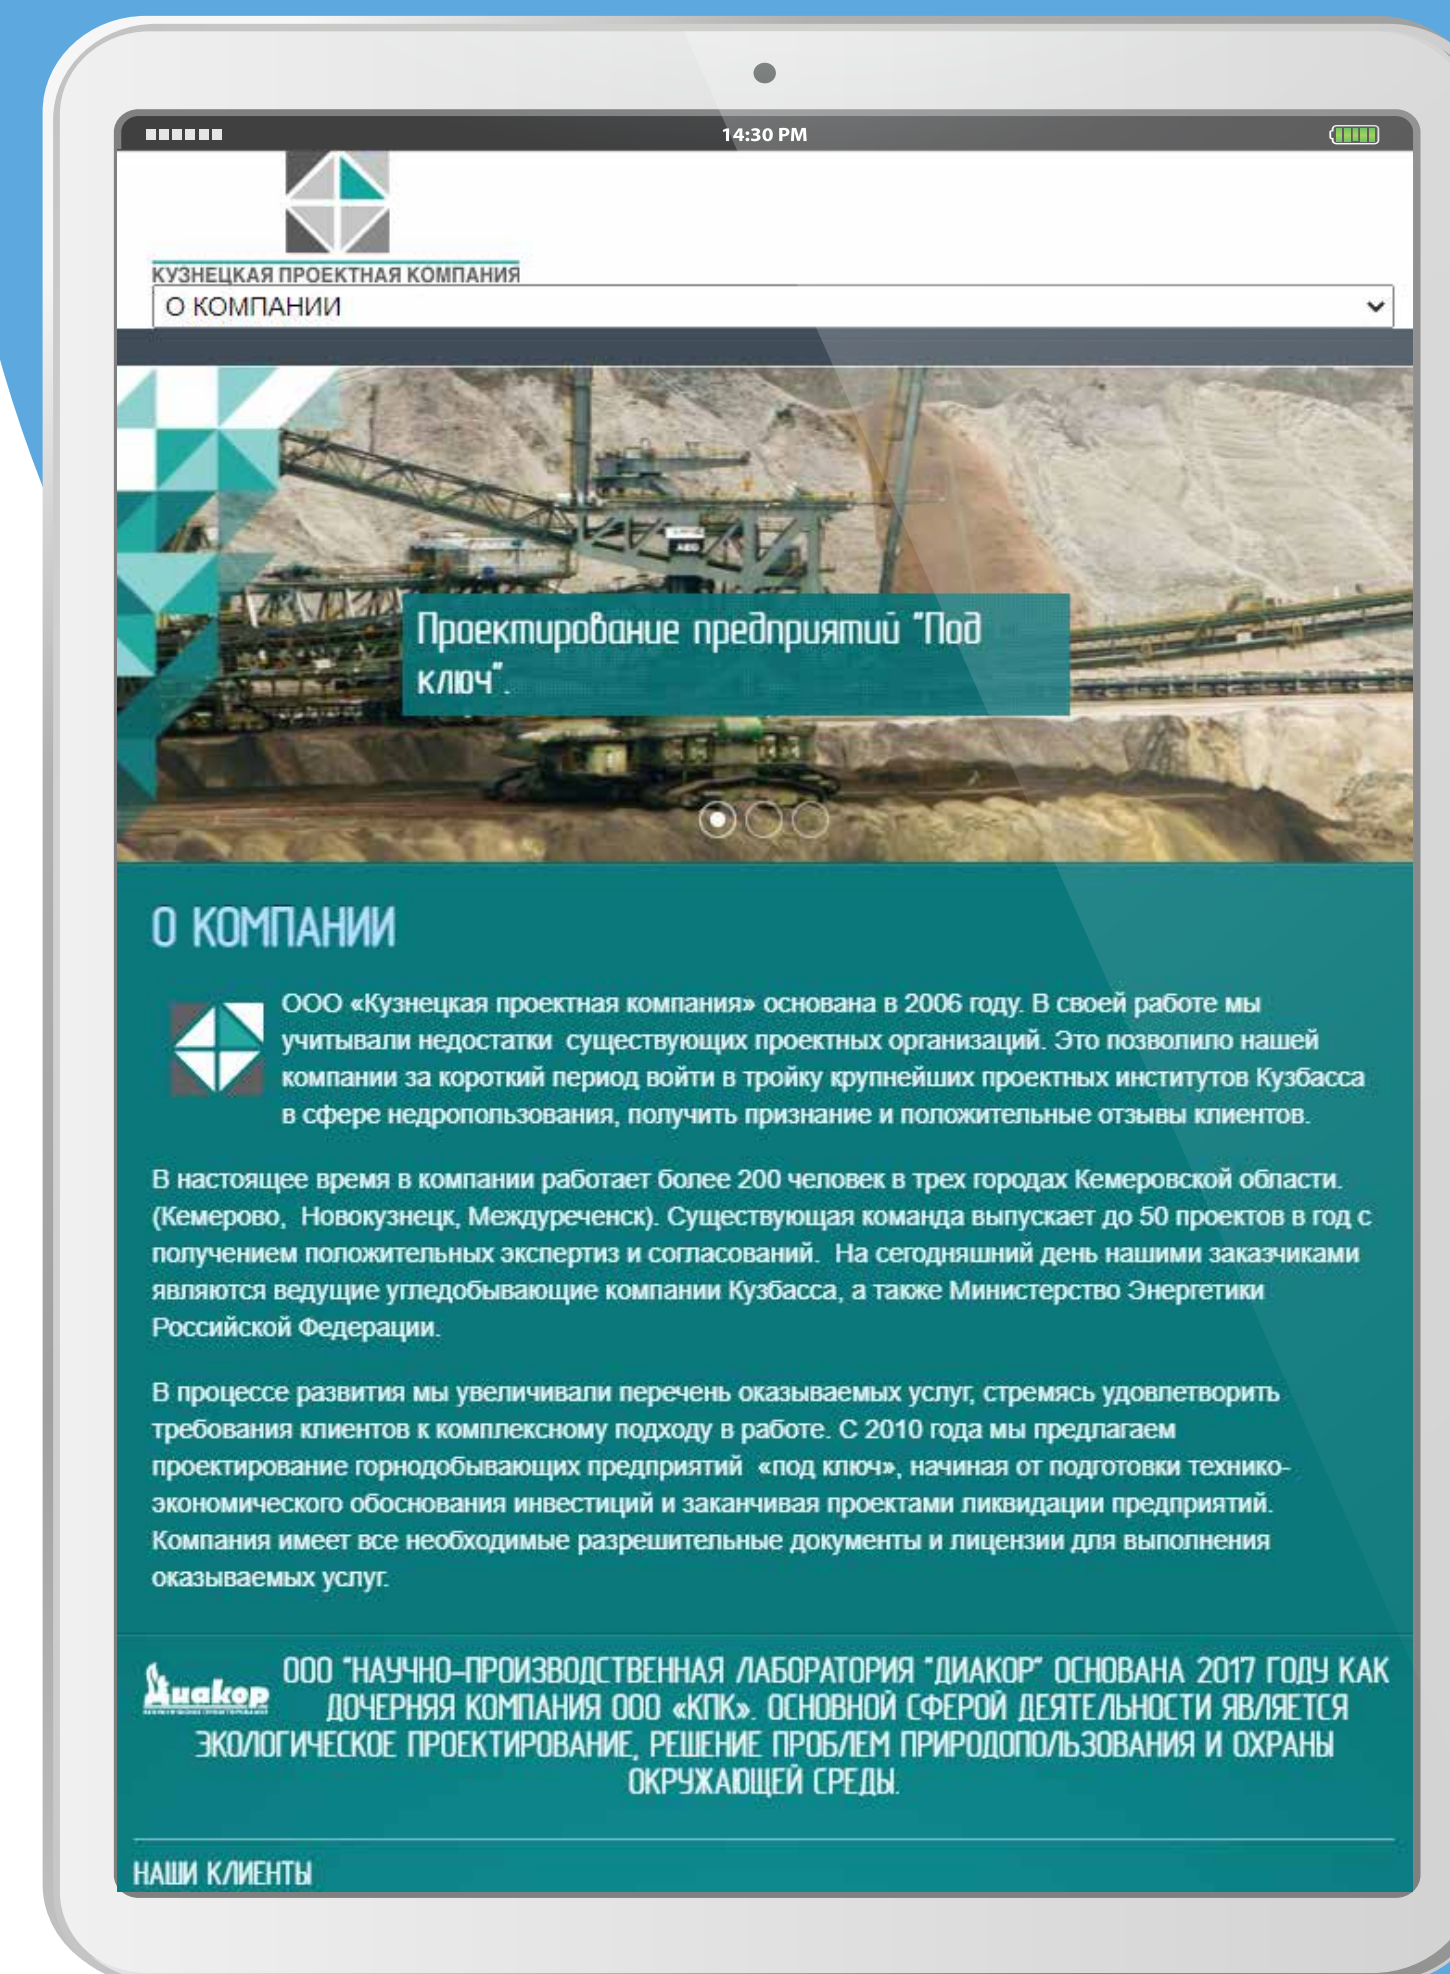 14:30 PM
КУЗНЕЦКАЯ ПРОЕКТНАЯ КОМПАНИЯ
О КОМПАНИИ
AEG
Проектирование предприятий "Под
ключ".
О КОМПАНИИ
ООО «Кузнецкая проектная компания» основана в 2006 году. В своей работе мы
учитывали недостатки существующих проектных организаций. Это позволило нашей
компании за короткий период войти в тройку крупнейших проектных институтов Кузбасса
в сфере недропользования, получить признание и положительные отзывы клиентов.
В настоящее время в компании работает более 200 человек в трех городах Кемеровской области.
(Кемерово, Новокузнецк, Междуреченск). Существующая команда выпускает до 50 проектов в год с
получением положительных экспертиз и согласований. На сегодняшний день нашими заказчиками
являются ведущие угледобывающие компании Кузбасса, а также Министерство Энергетики
Российской Федерации.
В процессе развития мы увеличивали перечень оказываемых услуг, стремясь удовлетворить
требования клиентов к комплексному подходу в работе. С 2010 года мы предлагаем
проектирование горнодобывающих предприятий «под ключ», начиная от подготовки технико-
экономического обоснования инвестиций и заканчивая проектами ликвидации предприятий.
Компания имеет все необходимые разрешительные документы и лицензии для выполнения
оказываемых услуг.
Диакор
ООО "НАУЧНО-ПРОИЗВОДСТВЕННАЯ ЛАБОРАТОРИЯ "ДИАКОР" ОСНОВАНА 2017 ГОДУ КАК
ДОЧЕРНЯЯ КОМПАНИЯ ООО «КПК». ОСНОВНОЙ СФЕРОЙ ДЕЯТЕЛЬНОСТИ ЯВЛЯЕТСЯ
ЭКОЛОГИЧЕСКОЕ ПРОЕКТИРОВАНИЕ, РЕШЕНИЕ ПРОБЛЕМ ПРИРОДОПОЛЬЗОВАНИЯ И ОХРАНЫ
ОКРУЖАЮЩЕЙ СРЕДЫ.
НАШИ КЛИЕНТЫ